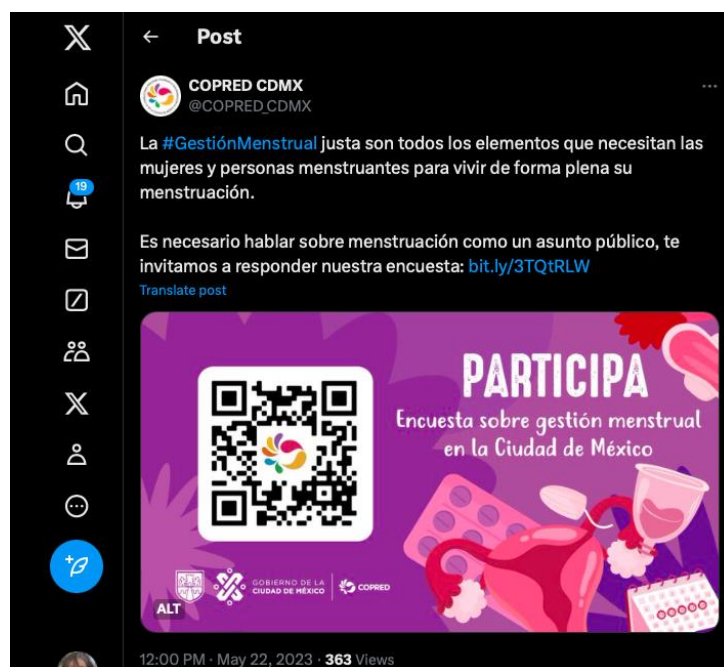 Post
COPRED CDMX
@COPRED_CDMX
La #GestiónMenstrual justa son todos los elementos que necesitan las
mujeres y personas menstruantes para vivir de forma plena su
menstruación.
Es necesario hablar sobre menstruación como un asunto público, te
invitamos a responder nuestra encuesta: bit.ly/3TQtRLW
Translate post
19
PARTICIPA
Encuesta sobre gestión menstrual
en la Ciudad de México
GOBIERNO DE LA
CIUDAD DE MÉXICO
COPRED
ALT
12:00 PM · May 22, 2023 · 363 Views